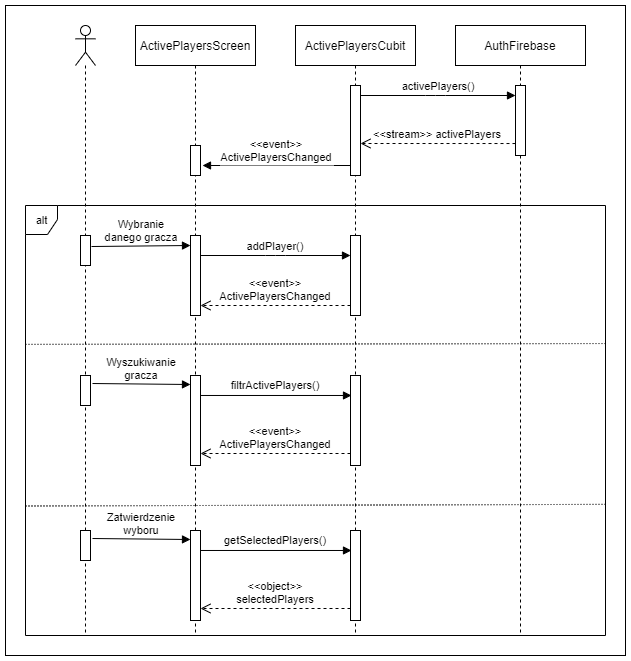 ActivePlayersScreen
ActivePlayersCubit
AuthFirebase
activePlayers()
<<stream>> activePlayers
<<event>>
ActivePlayersChanged
alt
Wybranie
danego gracza
addPlayer()
<<event>>
ActivePlayersChanged
Wyszukiwanie
gracza
filtrActivePlayers()
<<event>>
ActivePlayersChanged
Zatwierdzenie
wyboru
getSelectedPlayers()
<<object>>
selectedPlayers